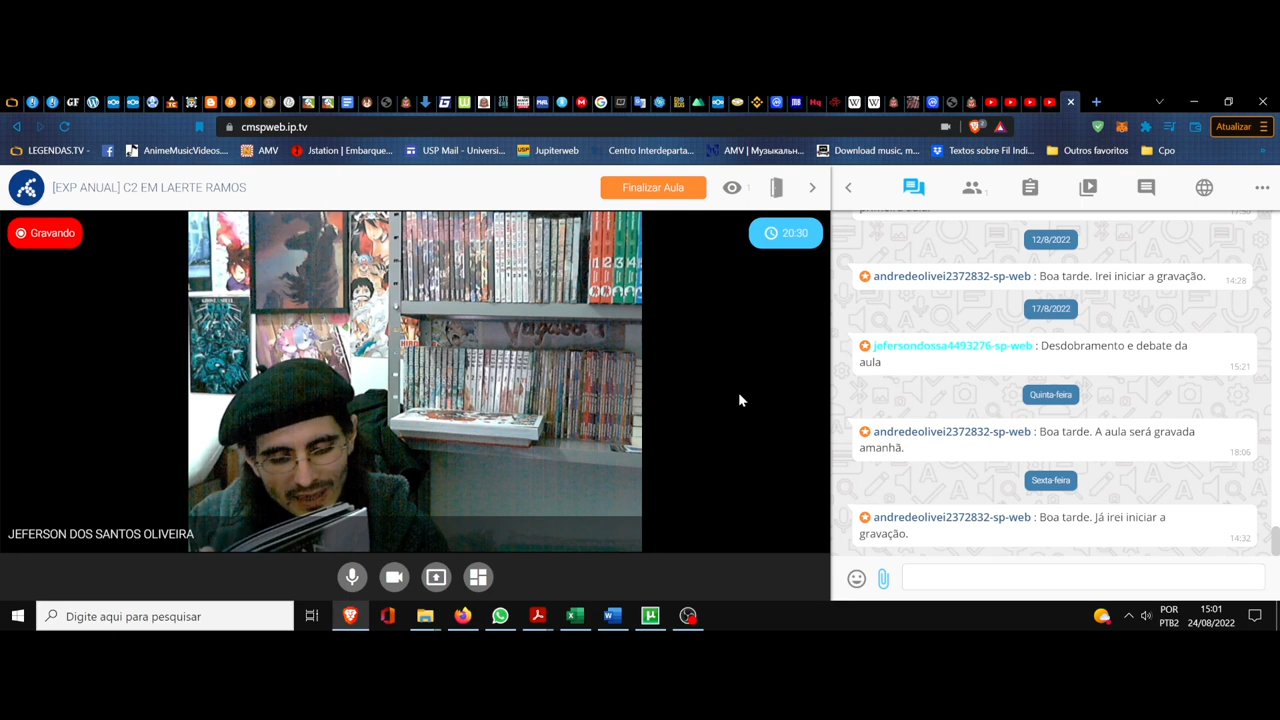 cmspweb.ip.tv
Atualizar
LEGENDAS.TV -
AnimeMusicVideos...
AMV
Jstation | Embarque...
USP Mail - Universi...
Jupiterweb
Centro Interdeparta...
AMV | Музыкальн...
Download music, m...
Textos sobre Fil Indi...
Outros favoritos
Cpo
[EXP ANUAL] C2 EM LAERTE RAMOS
Finalizar Aula
1
1
Gravando
20:30
JEFERSON DOS SANTOS OLIVEIRA
12/8/2022
andredeolivei2372832-sp-web : Boa tarde. Irei iniciar a gravação.
14:28
17/8/2022
jefersondossa4493276-sp-web : Desdobramento e debate da
aula
15:21
Quinta-feira
andredeolivei2372832-sp-web : Boa tarde. A aula será gravada
amanhã.
18:06
Sexta-feira
andredeolivei2372832-sp-web : Boa tarde. Já irei iniciar a
gravação.
14:32
Digite aqui para pesquisar
POR
PTB2
15:01
24/08/2022